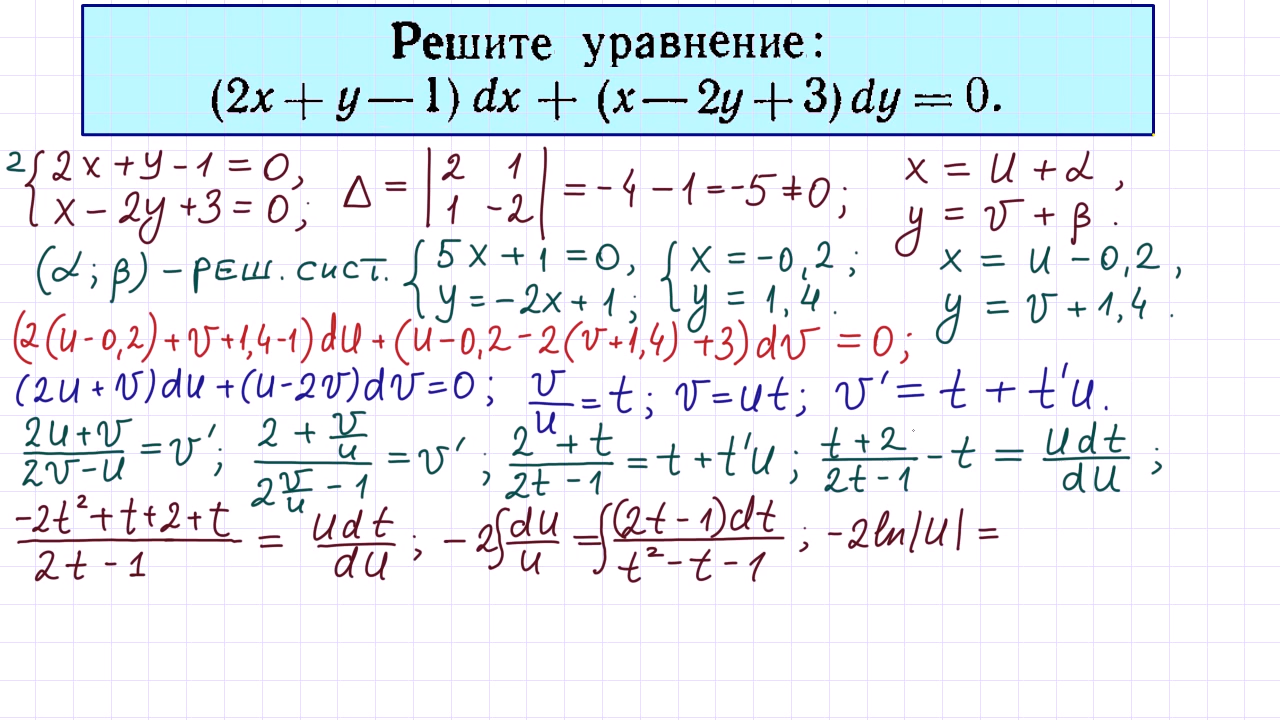 Решите уравнение:
(2x + y — 1) dx + (x — 2y + 3) dy = 0.
2 { 2x + y - 1 = 0, x - 2y + 3 = 0; Δ = | 2 1 ; 1 -2 | = -4 - 1 = -5 ≠ 0; x = u + α, y = v + β.
(α; β) - реш. сист. { 5x + 1 = 0, y = -2x + 1; { x = -0,2; y = 1,4. x = u - 0,2, y = v + 1,4.
(2(u-0,2)+v+1,4-1)du+(u-0,2-2(v+1,4)+3)dv = 0;
(2u+v)du+(u-2v)dv=0; v/u = t; v=ut; v' = t + t'u.
(2u+v)/(2v-u) = v'; (2 + v/u)/(2 v/u - 1) = v'; (2 + t)/(2t - 1) = t + t'u; (t+2)/(2t-1) - t = udt/du;
(-2t²+t+2+t)/(2t-1) = udt/du; -2∫du/u = ∫(2t-1)dt/(t²-t-1); -2ln|u| =